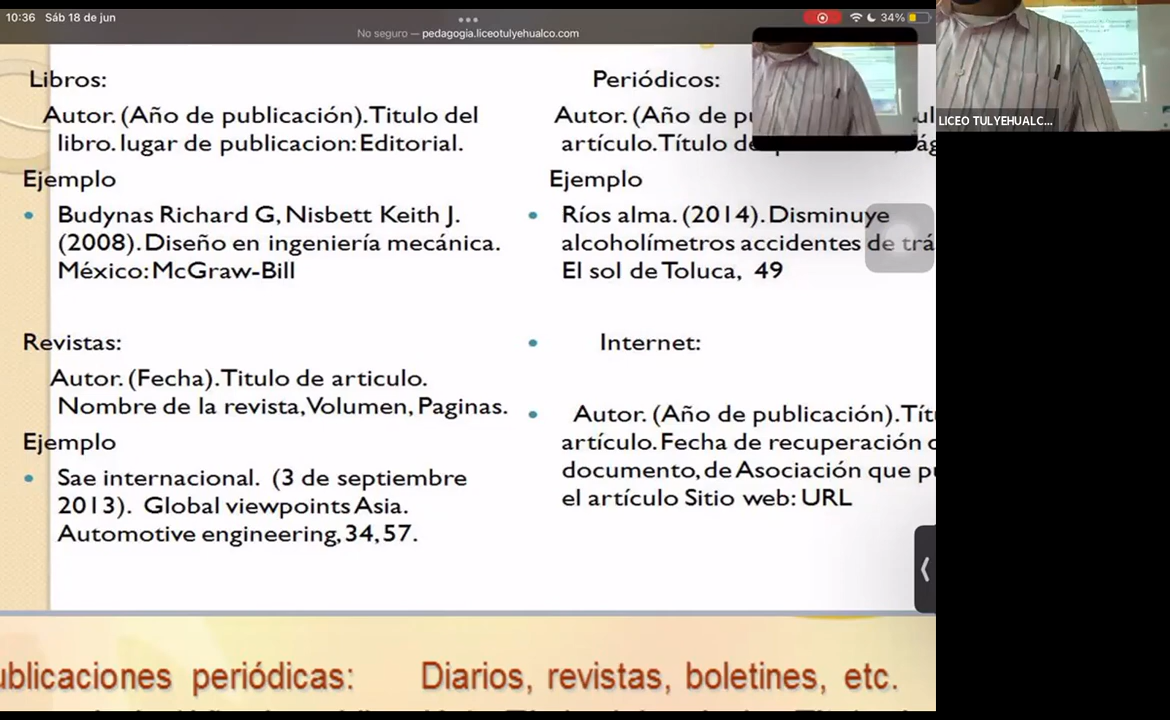 10:36 Sáb 18 de jun
34%
No seguro — pedagogia.liceotulyehualco.com
LICEO TULYEHUALC...
Libros:
Autor. (Año de publicación). Titulo del
libro. lugar de publicacion: Editorial.
Ejemplo
Budynas Richard G, Nisbett Keith J.
(2008). Diseño en ingeniería mecánica.
México: McGraw-Bill
Revistas:
Autor. (Fecha). Titulo de articulo.
Nombre de la revista, Volumen, Paginas.
Ejemplo
Sae internacional. (3 de septiembre
2013). Global viewpoints Asia.
Automotive engineering, 34, 57.
Periódicos:
Autor. (Año de
artículo. Título
Ejemplo
Ríos alma. (2014). Disminuye
alcoholímetros accidentes de
El sol de Toluca, 49
Internet:
Autor. (Año de publicación).
artículo. Fecha de recuperación
documento, de Asociación que
el artículo Sitio web: URL
ublicaciones periódicas: Diarios, revistas, boletines, etc.